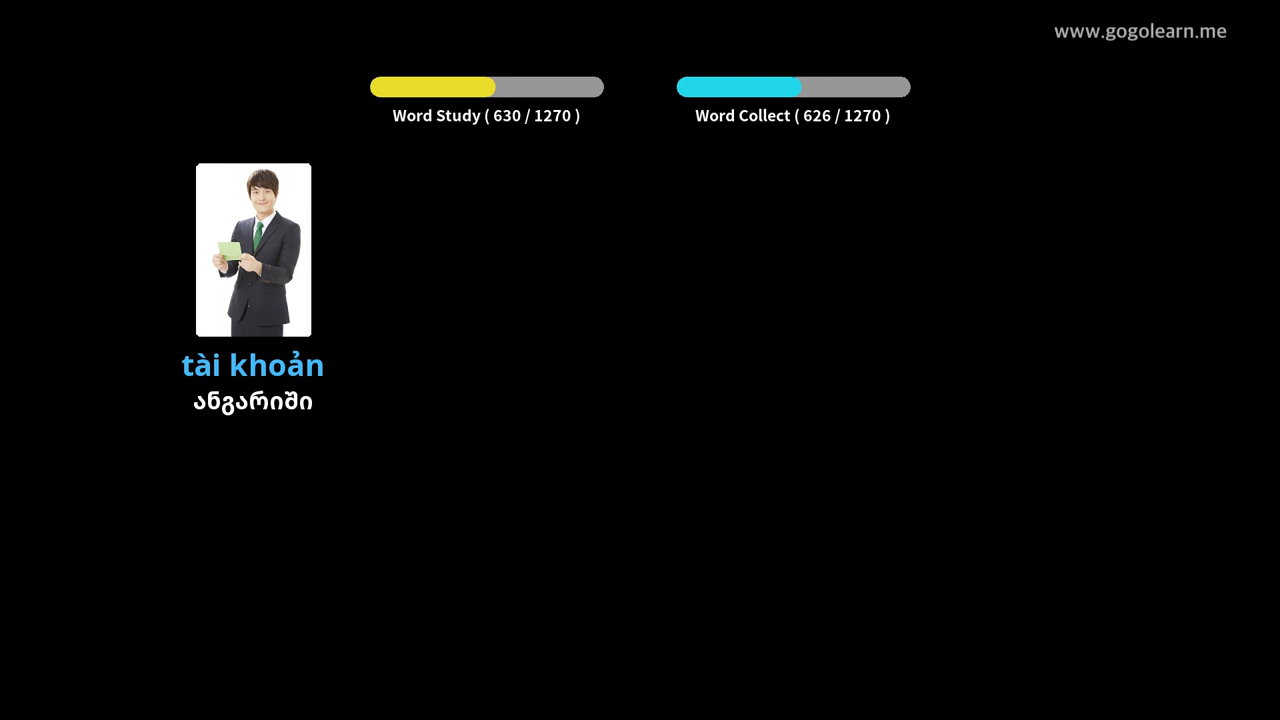 www.gogolearn.me
Word Study ( 630 / 1270 )
Word Collect ( 626 / 1270 )
tài khoản
ანგარიში